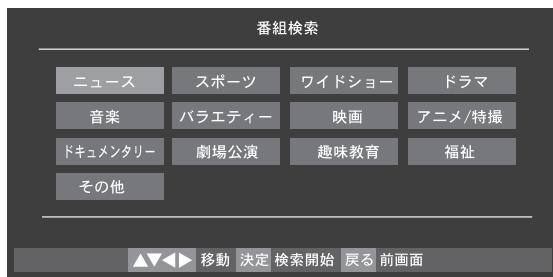 番組検索
ニュース スポーツ ワイドショー ドラマ
音楽 バラエティー 映画 アニメ/特撮
ドキュメンタリー 劇場公演 趣味教育 福祉
その他
▲▼◀▶ 移動 決定 検索開始 戻る 前画面